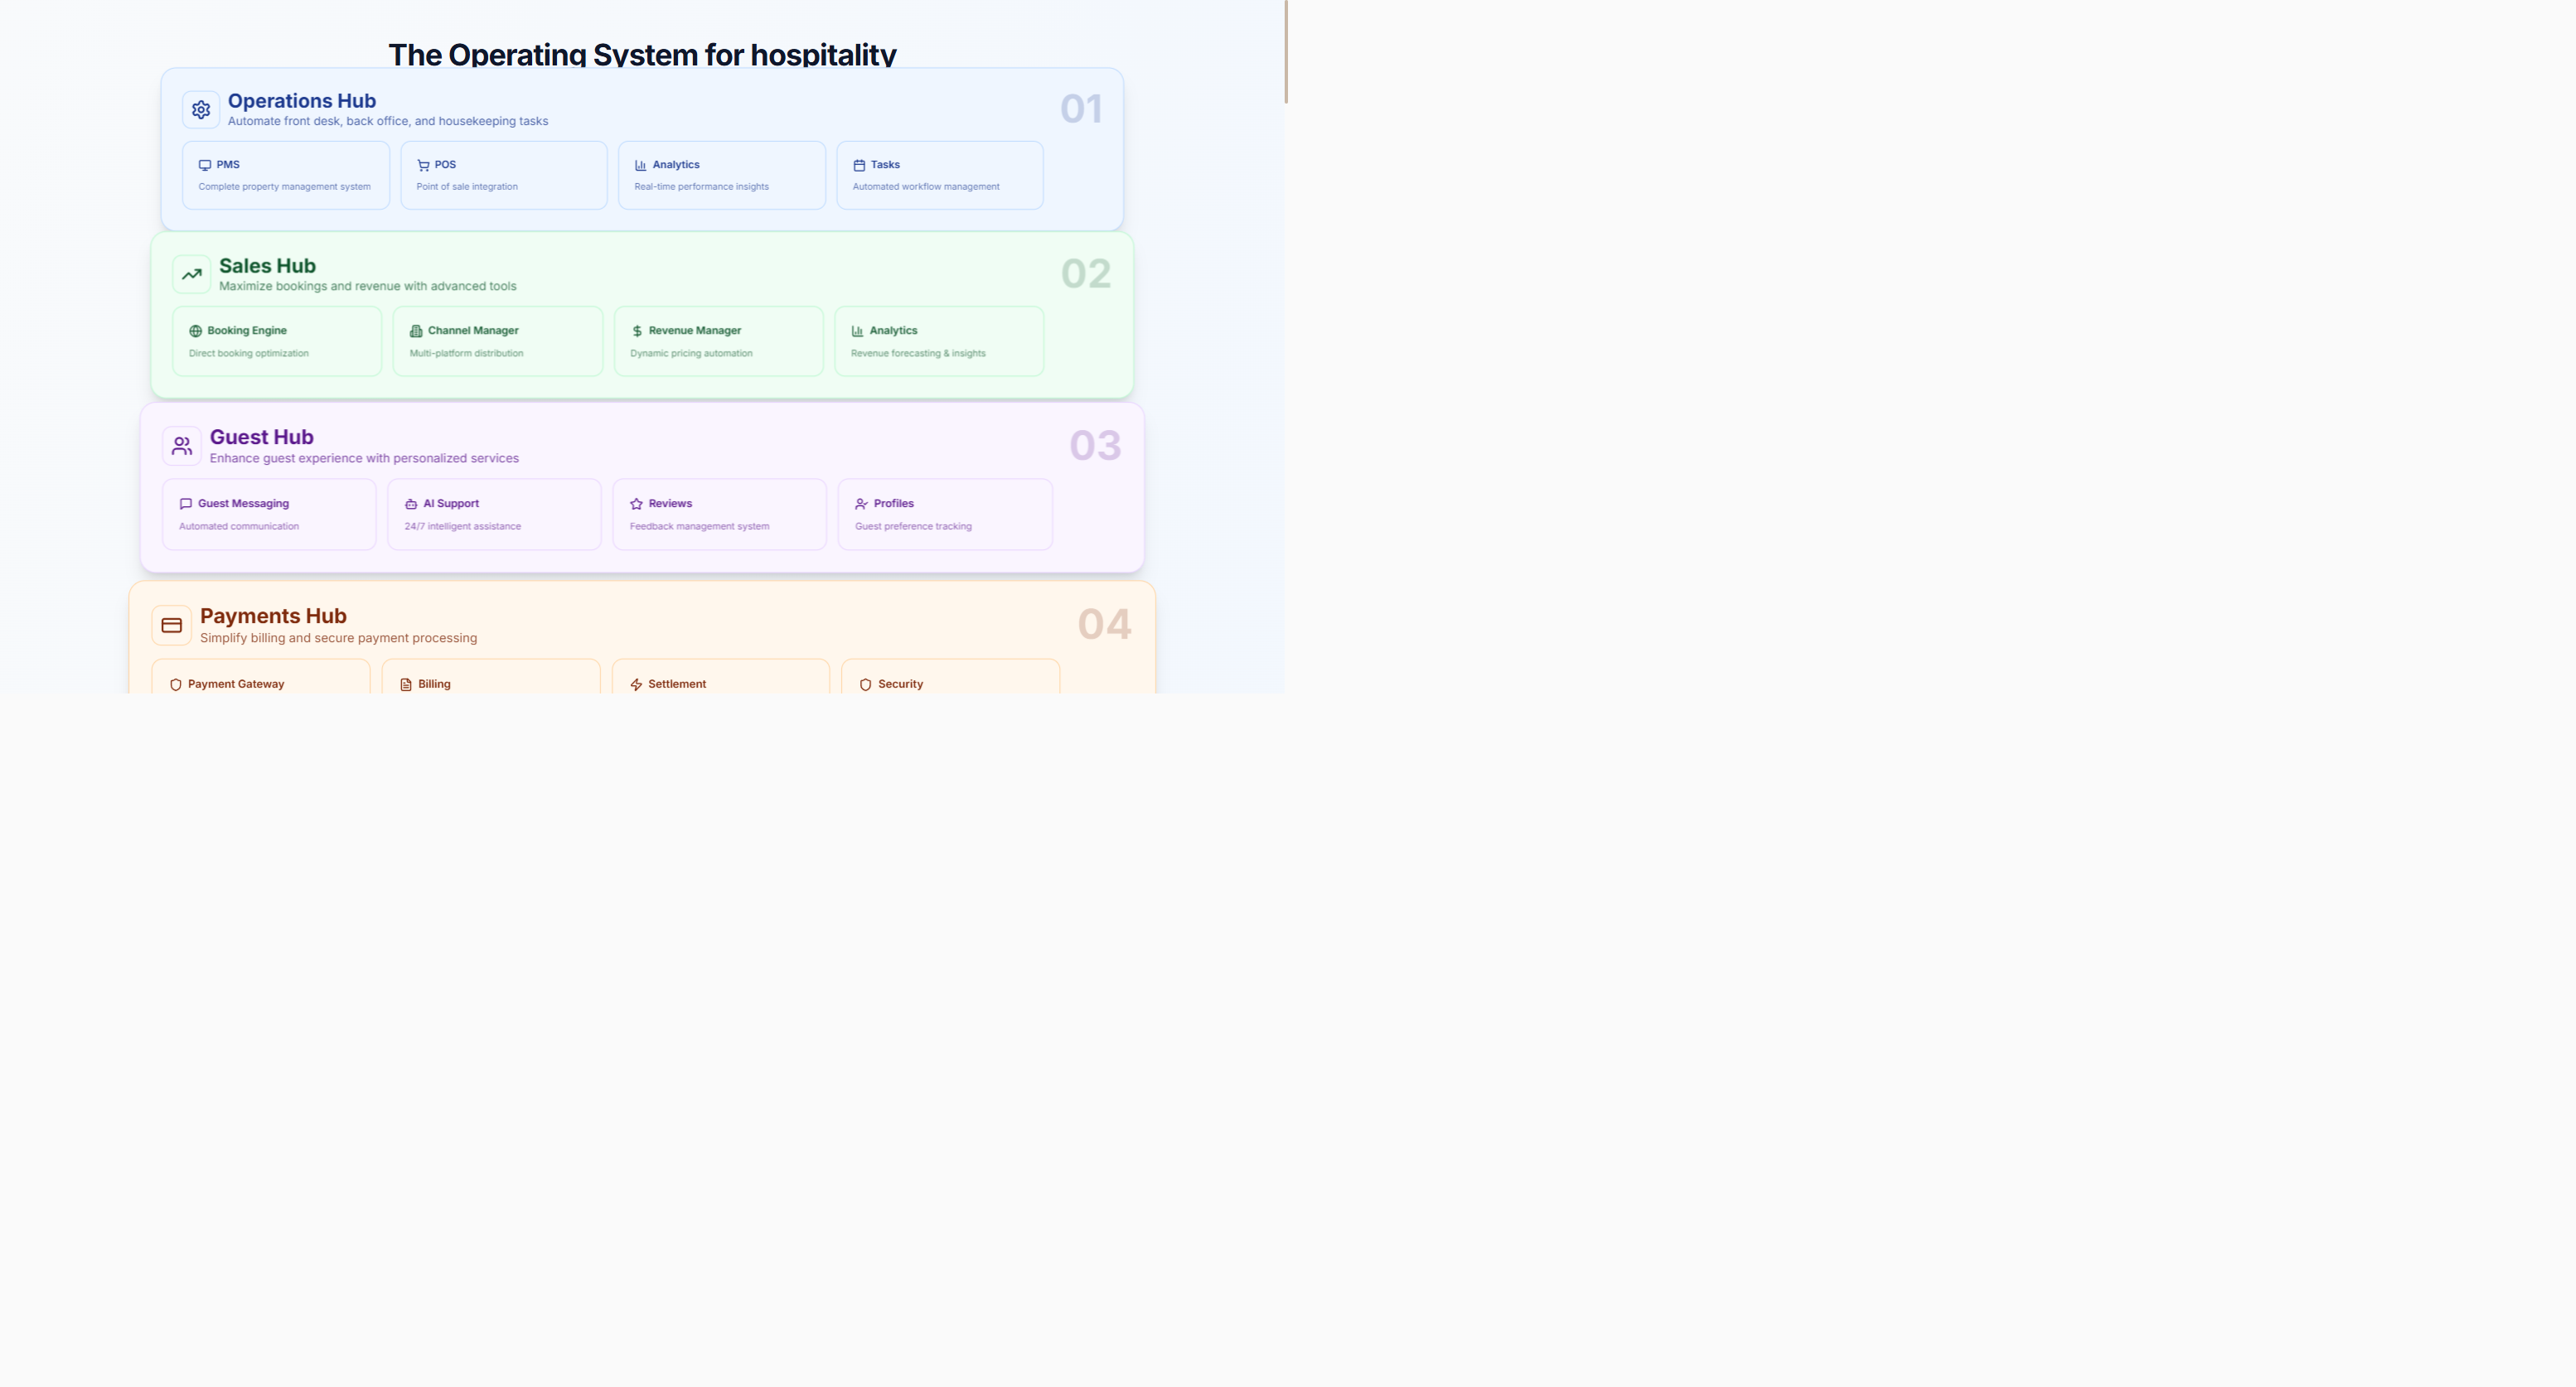 The Operating System for hospitality
Operations Hub
Automate front desk, back office, and housekeeping tasks
01
PMS
Complete property management system
POS
Point of sale integration
Analytics
Real-time performance insights
Tasks
Automated workflow management
Sales Hub
Maximize bookings and revenue with advanced tools
02
Booking Engine
Direct booking optimization
Channel Manager
Multi-platform distribution
Revenue Manager
Dynamic pricing automation
Analytics
Revenue forecasting & insights
Guest Hub
Enhance guest experience with personalized services
03
Guest Messaging
Automated communication
AI Support
24/7 intelligent assistance
Reviews
Feedback management system
Profiles
Guest preference tracking
Payments Hub
Simplify billing and secure payment processing
04
Payment Gateway
Billing
Settlement
Security